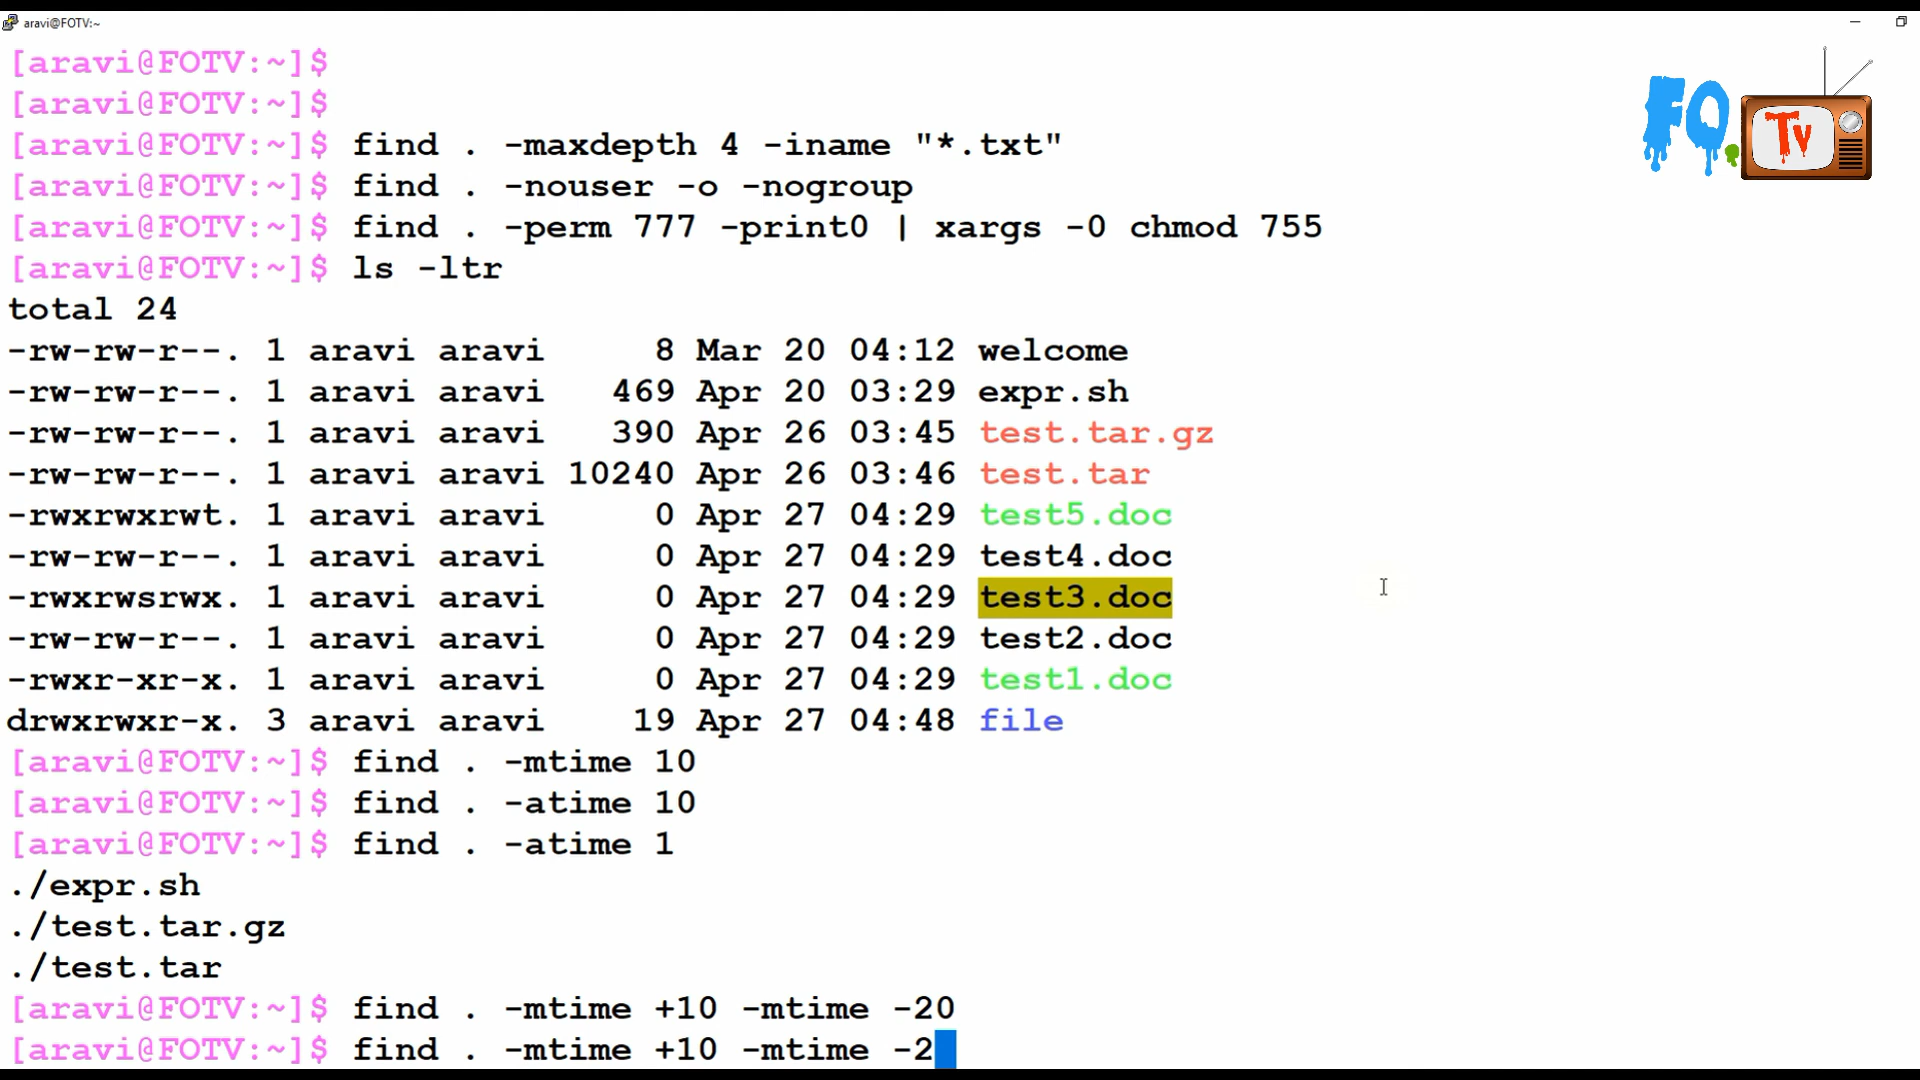 aravi@FOTV:~
[aravi@FOTV:~]$
[aravi@FOTV:~]$
[aravi@FOTV:~]$ find . -maxdepth 4 -iname "*.txt"
[aravi@FOTV:~]$ find . -nouser -o -nogroup
[aravi@FOTV:~]$ find . -perm 777 -print0 | xargs -0 chmod 755
[aravi@FOTV:~]$ ls -ltr
total 24
-rw-rw-r--. 1 aravi aravi     8 Mar 20 04:12 welcome
-rw-rw-r--. 1 aravi aravi   469 Apr 20 03:29 expr.sh
-rw-rw-r--. 1 aravi aravi   390 Apr 26 03:45 test.tar.gz
-rw-rw-r--. 1 aravi aravi 10240 Apr 26 03:46 test.tar
-rwxrwxrwt. 1 aravi aravi     0 Apr 27 04:29 test5.doc
-rw-rw-r--. 1 aravi aravi     0 Apr 27 04:29 test4.doc
-rwxrwsrwx. 1 aravi aravi     0 Apr 27 04:29 test3.doc
-rw-rw-r--. 1 aravi aravi     0 Apr 27 04:29 test2.doc
-rwxr-xr-x. 1 aravi aravi     0 Apr 27 04:29 test1.doc
drwxrwxr-x. 3 aravi aravi    19 Apr 27 04:48 file
[aravi@FOTV:~]$ find . -mtime 10
[aravi@FOTV:~]$ find . -atime 10
[aravi@FOTV:~]$ find . -atime 1
./expr.sh
./test.tar.gz
./test.tar
[aravi@FOTV:~]$ find . -mtime +10 -mtime -20
[aravi@FOTV:~]$ find . -mtime +10 -mtime -2
FO.Tv